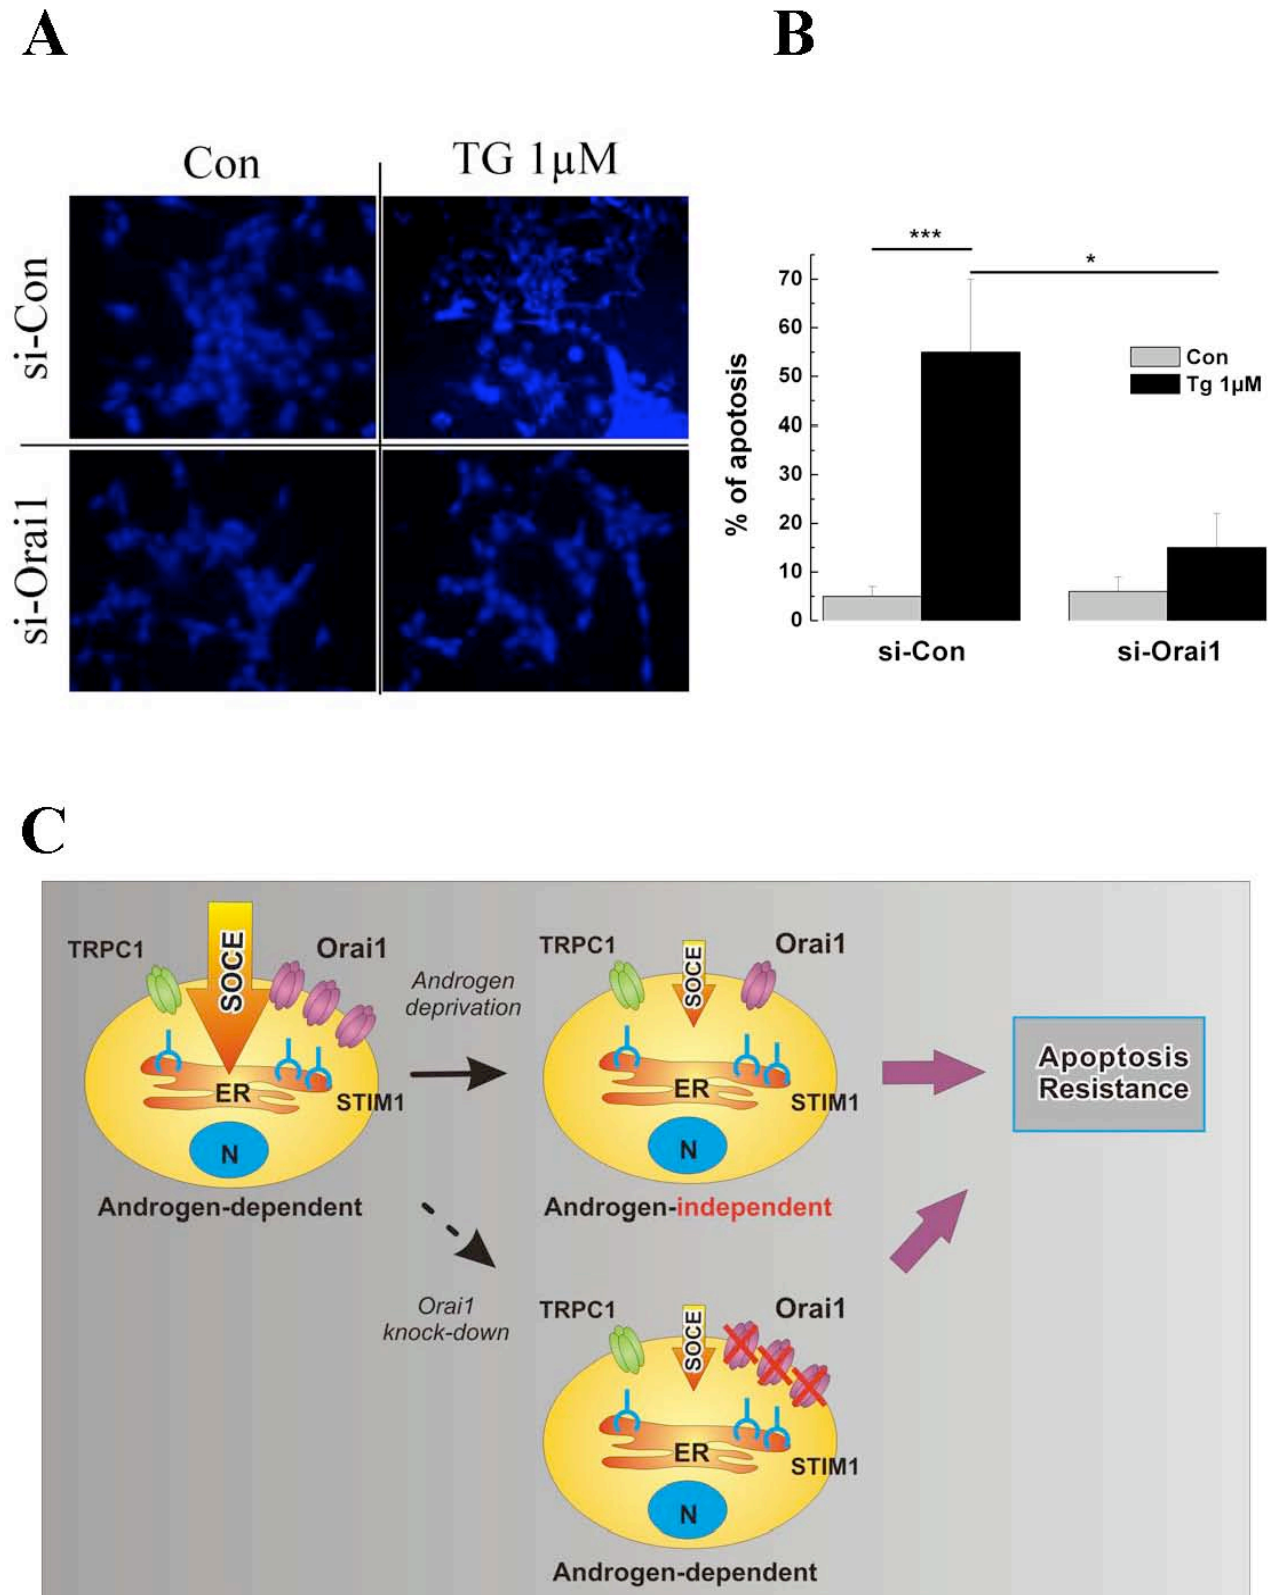 A
B
Con
TG 1µM
si-Con
si-Orai1
***
*
70
60
50
40
30
20
10
0
% of apotosis
Con
Tg 1µM
si-Con
si-Orai1
C
TRPC1
SOCE
Orai1
ER
STIM1
N
Androgen-dependent
Androgen
deprivation
TRPC1
SOCE
Orai1
ER
STIM1
N
Androgen-independent
Apoptosis
Resistance
Orai1
knock-down
TRPC1
SOCE
Orai1
ER
STIM1
N
Androgen-dependent